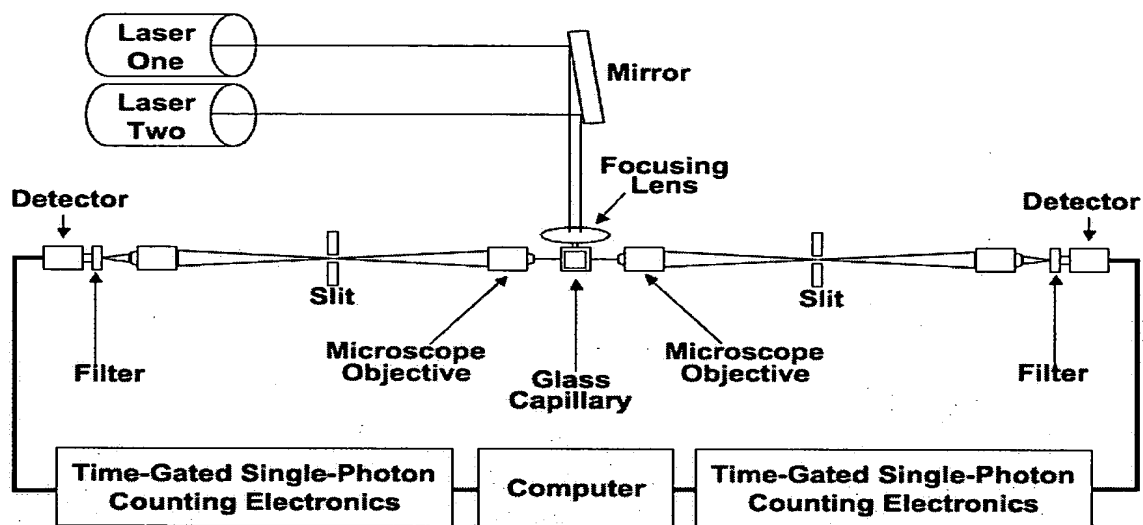 Laser
One
Mirror
Laser
Two
Focusing
Lens
Detector
Detector
Slit
Slit
Microscope
Objective
Microscope
Objective
Filter
Glass
Capillary
Filter
Time-Gated Single-Photon
Counting Electronics
Computer
Time-Gated Single-Photon
Counting Electronics